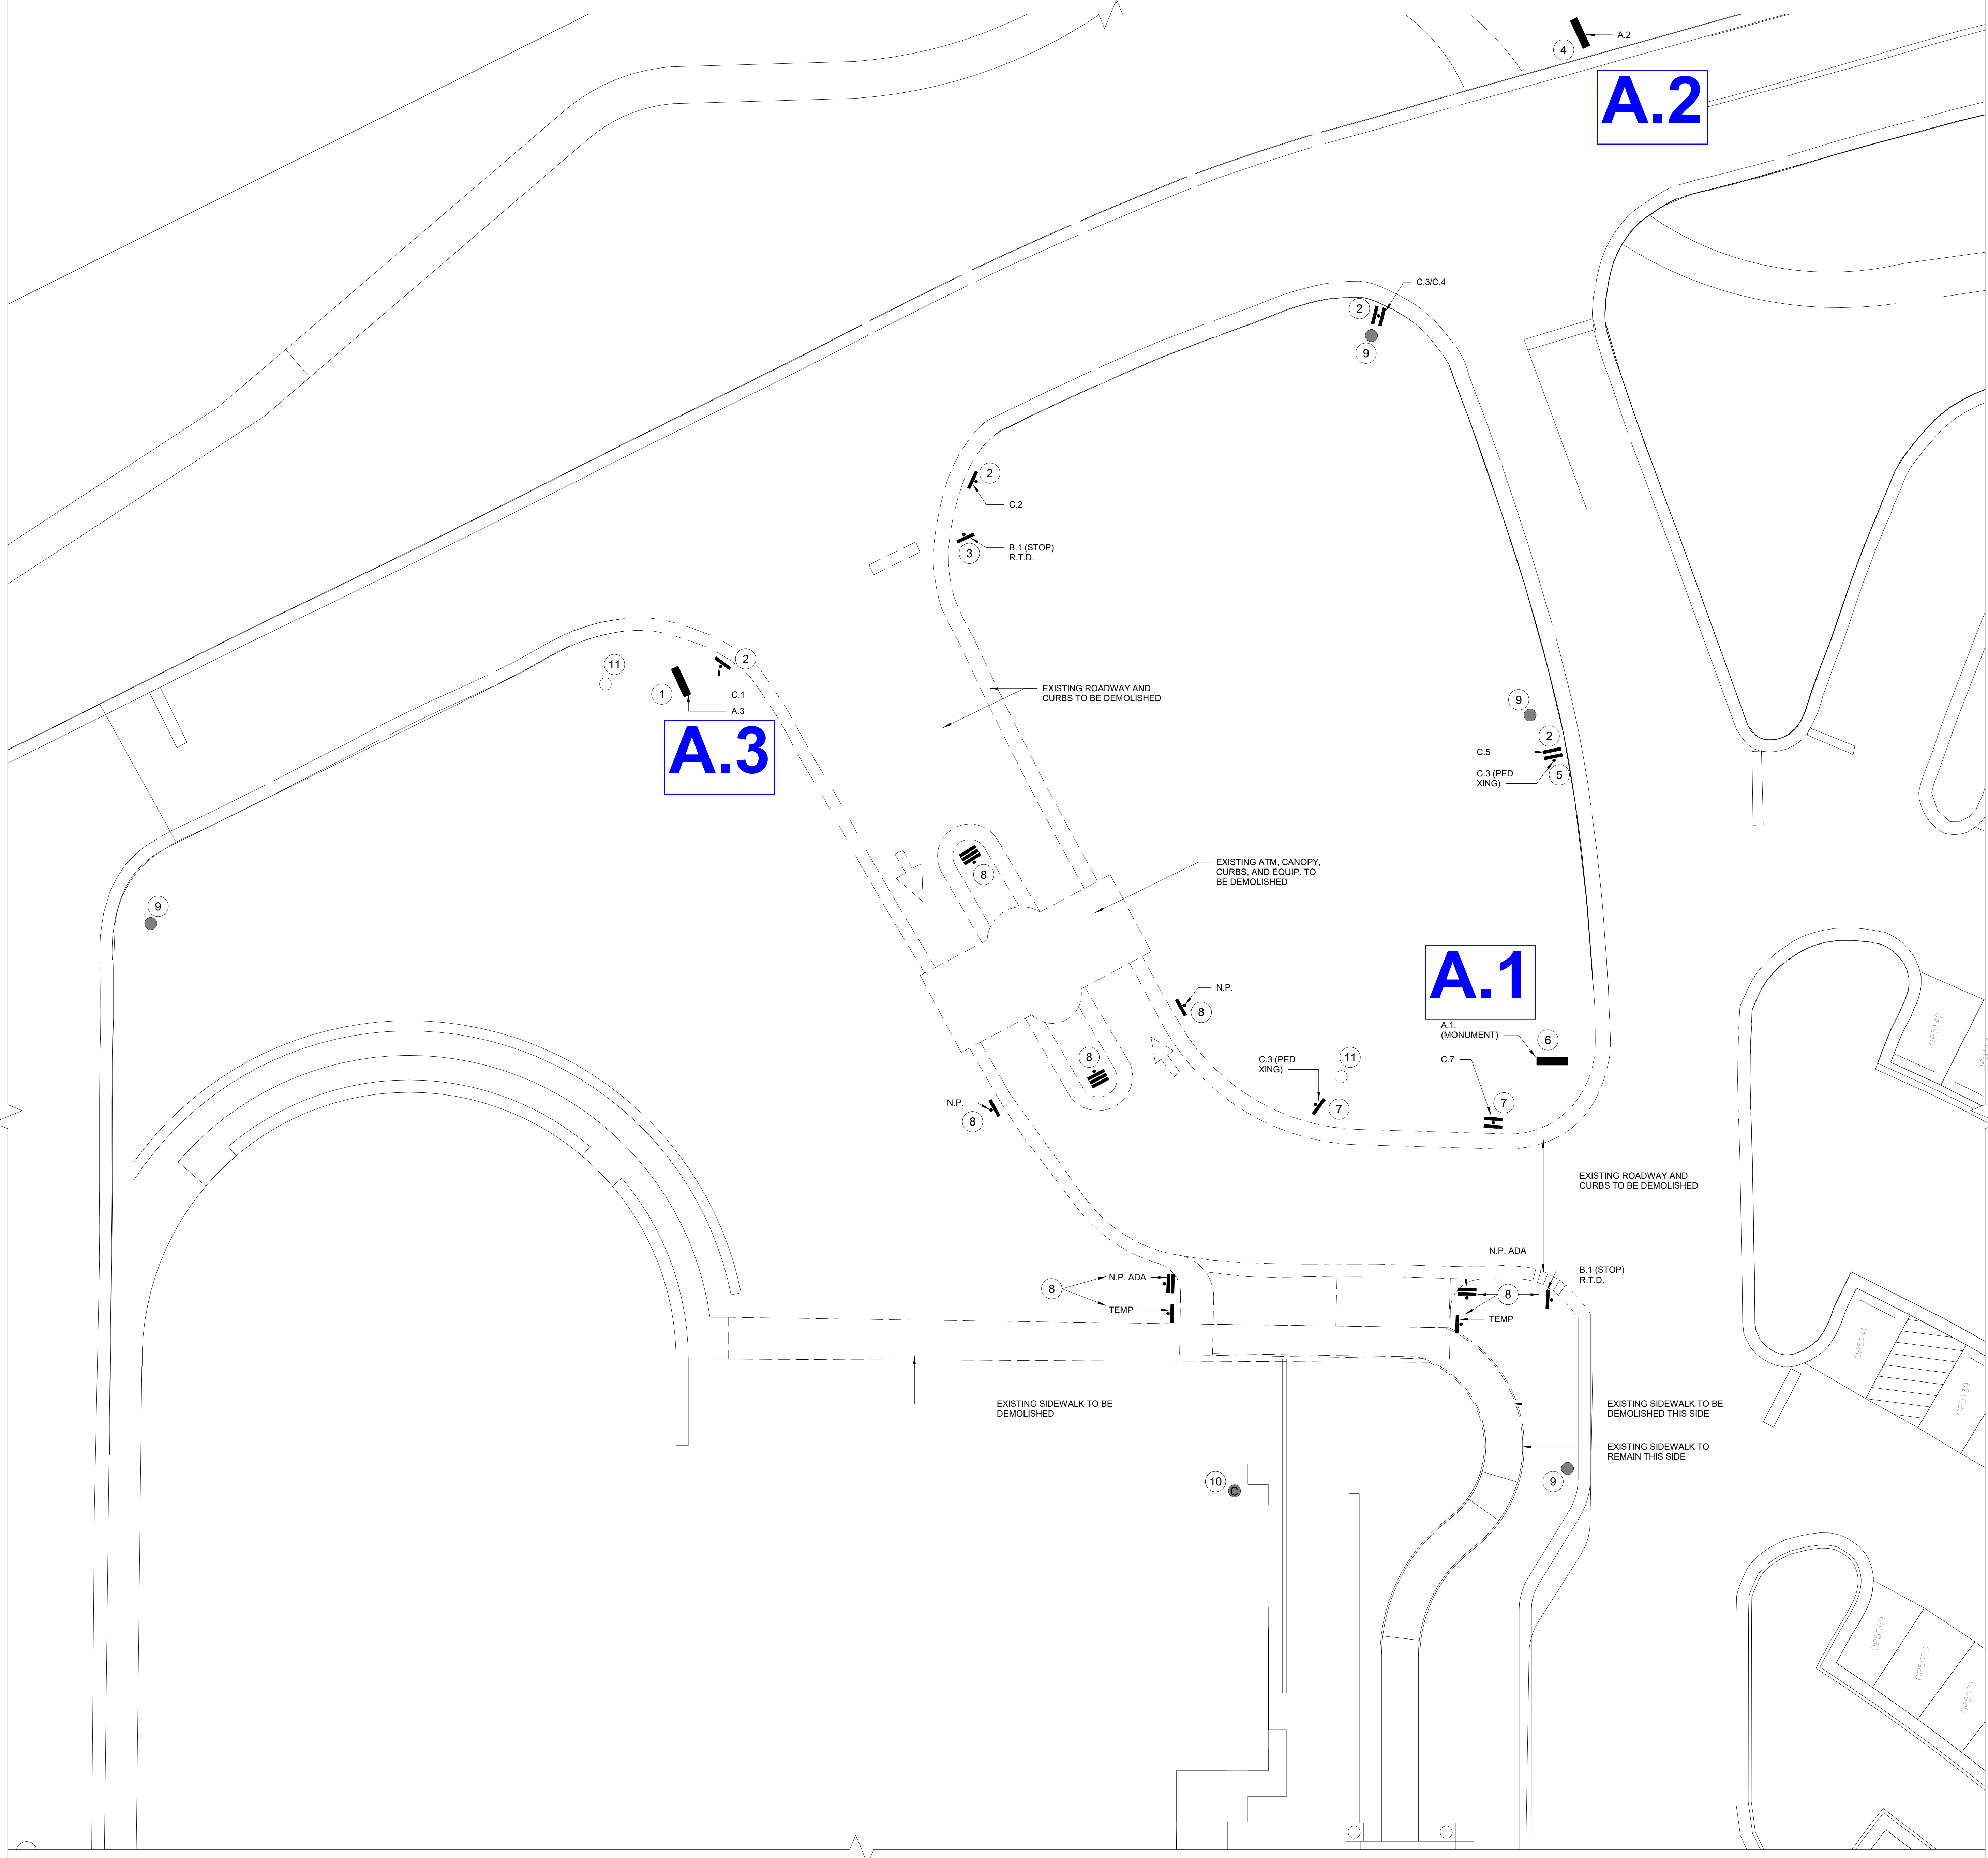 A.2
4
A.2
C.3/C.4
2
9
2
C.2
B.1 (STOP)
R.T.D.
3
11
2
1
C.1
A.3
A.3
EXISTING ROADWAY AND
CURBS TO BE DEMOLISHED
9
2
C.5
C.3 (PED
XING)
5
8
EXISTING ATM, CANOPY,
CURBS, AND EQUIP. TO
BE DEMOLISHED
9
A.1
N.P.
8
A.1.
(MONUMENT)
6
OP5142
8
C.3 (PED
XING)
11
C.7
7
7
N.P.
8
EXISTING ROADWAY AND
CURBS TO BE DEMOLISHED
N.P. ADA
8
N.P. ADA
TEMP
B.1 (STOP)
R.T.D.
8
TEMP
OP5141
OP5139
EXISTING SIDEWALK TO BE
DEMOLISHED
EXISTING SIDEWALK TO BE
DEMOLISHED THIS SIDE
EXISTING SIDEWALK TO
REMAIN THIS SIDE
10
C
9
OP5069
OP5070
OP5071